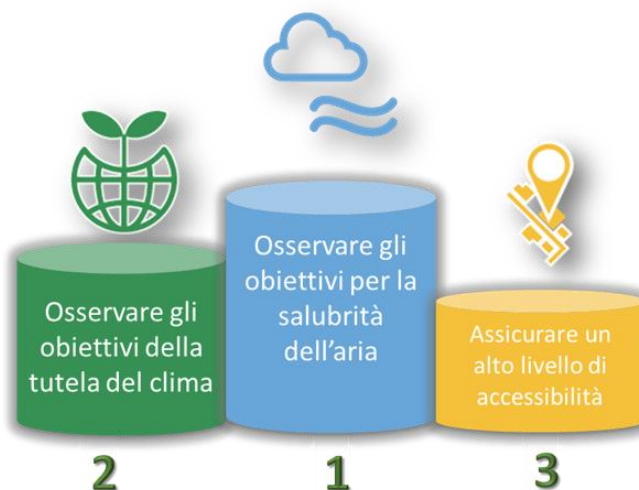 Osservare gli
obiettivi della
tutela del clima
Osservare gli
obiettivi per la
salubrità
dell'aria
Assicurare un
alto livello di
accessibilità
2
1
3